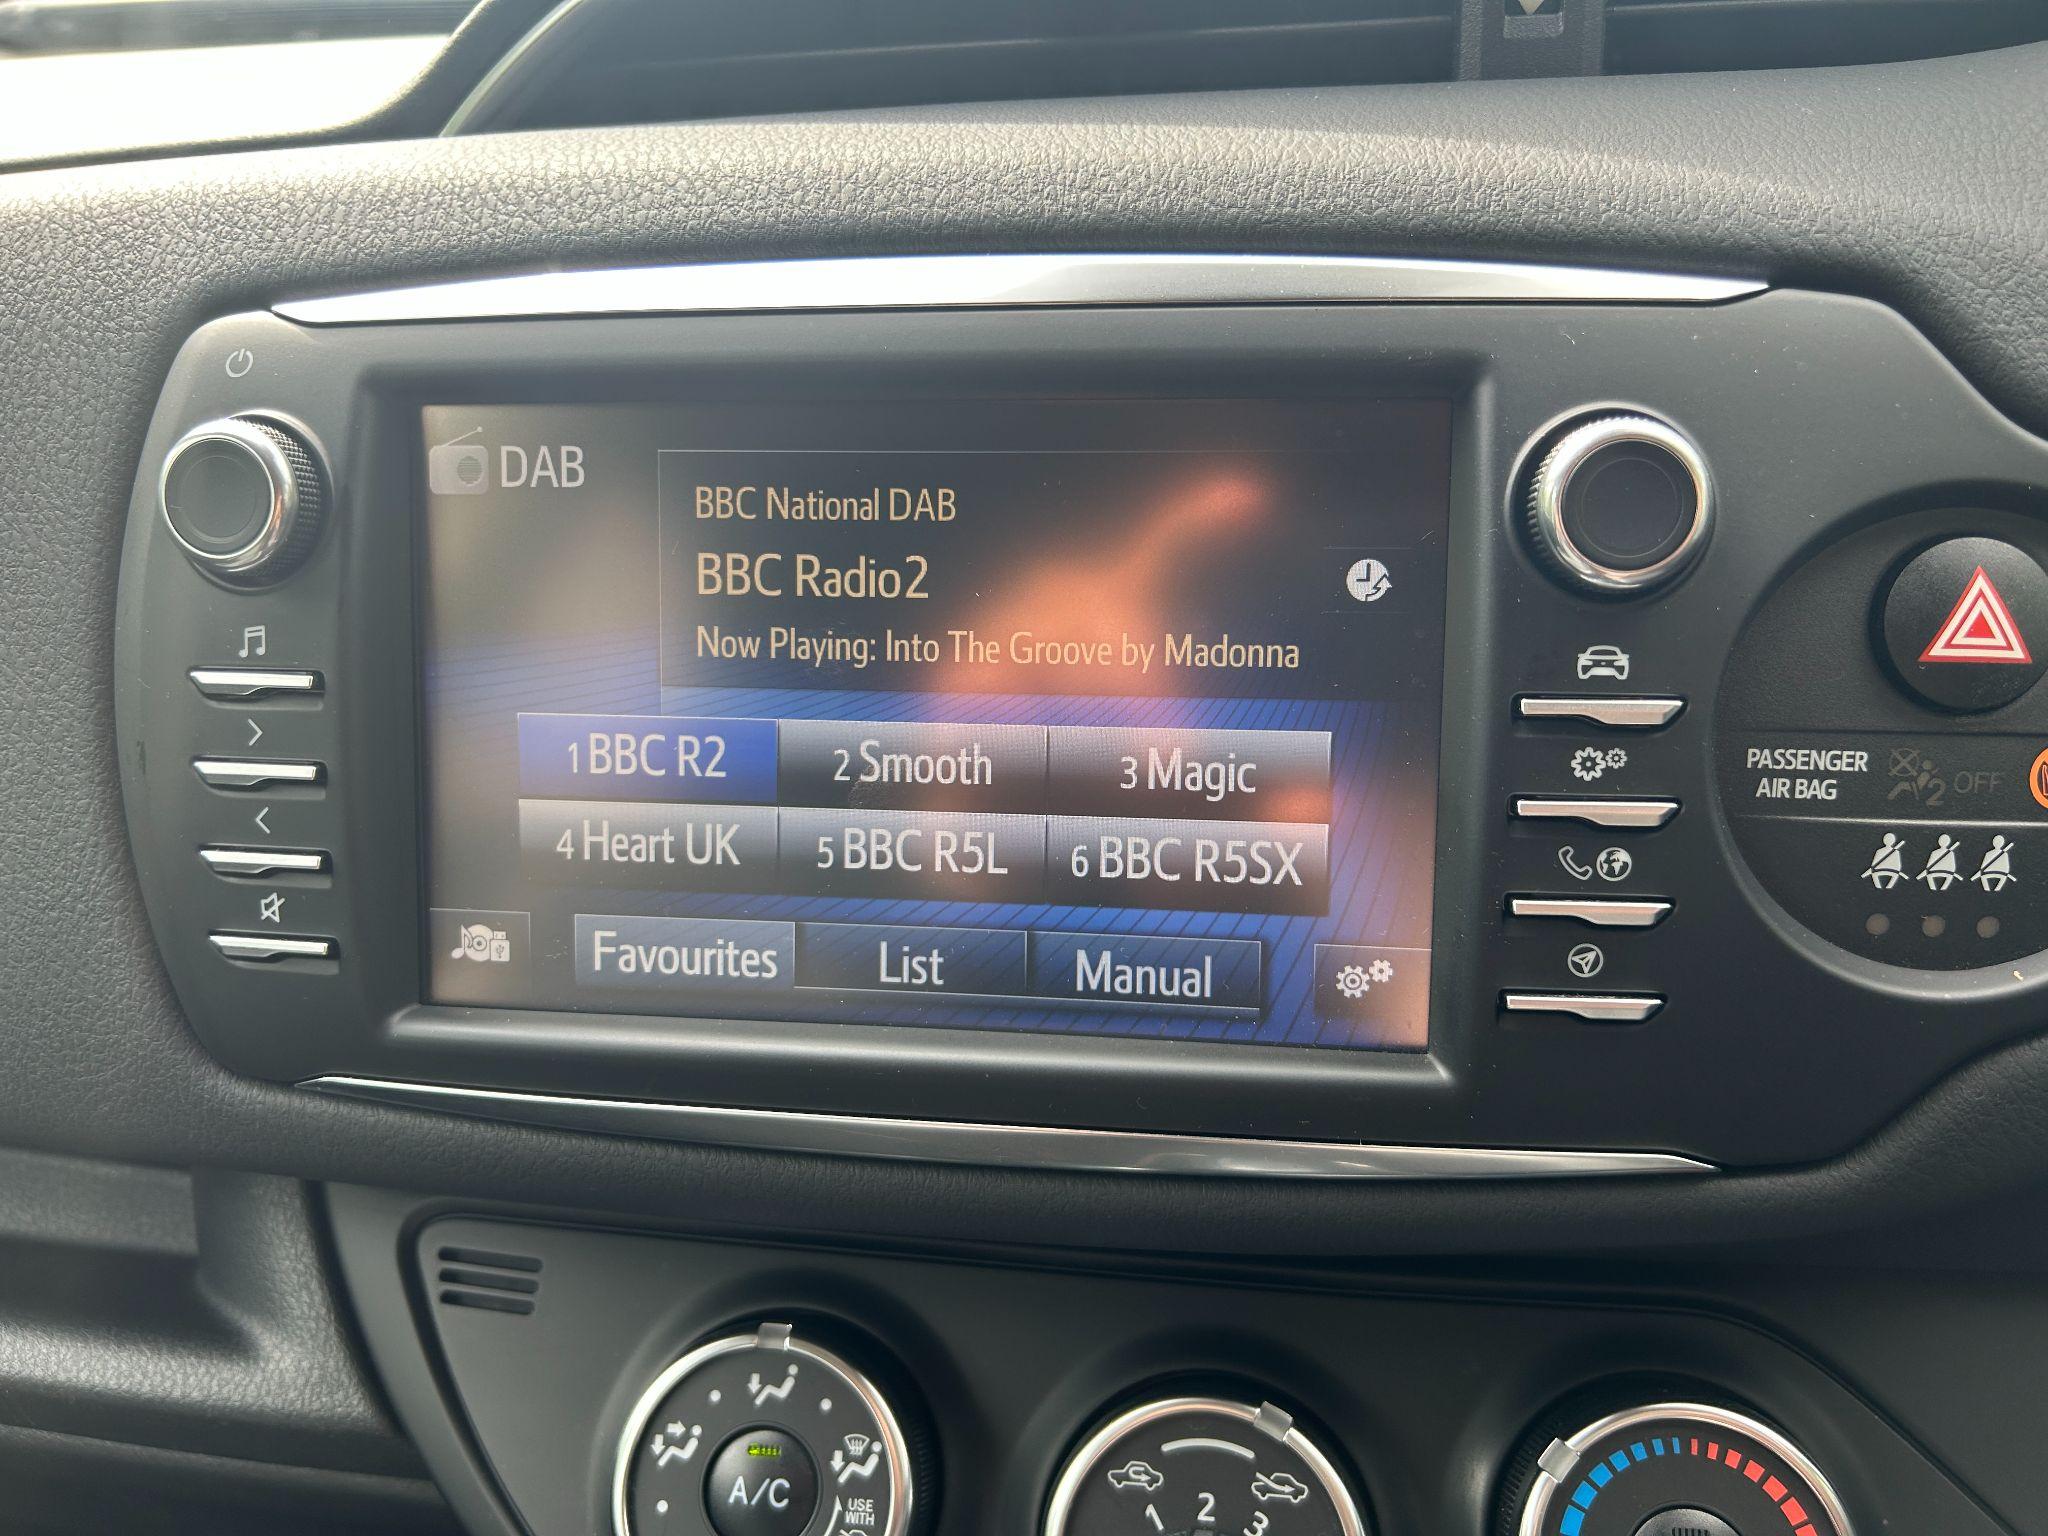 DAB
BBC National DAB
BBC Radio2
Now Playing: Into The Groove by Madonna
1 BBC R2
2 Smooth
3 Magic
4 Heart UK
5 BBC R5L
6 BBC R5SX
Favourites
List
Manual
PASSENGER
AIR BAG
2 OFF
A/C
USE
WITH
1
2
3